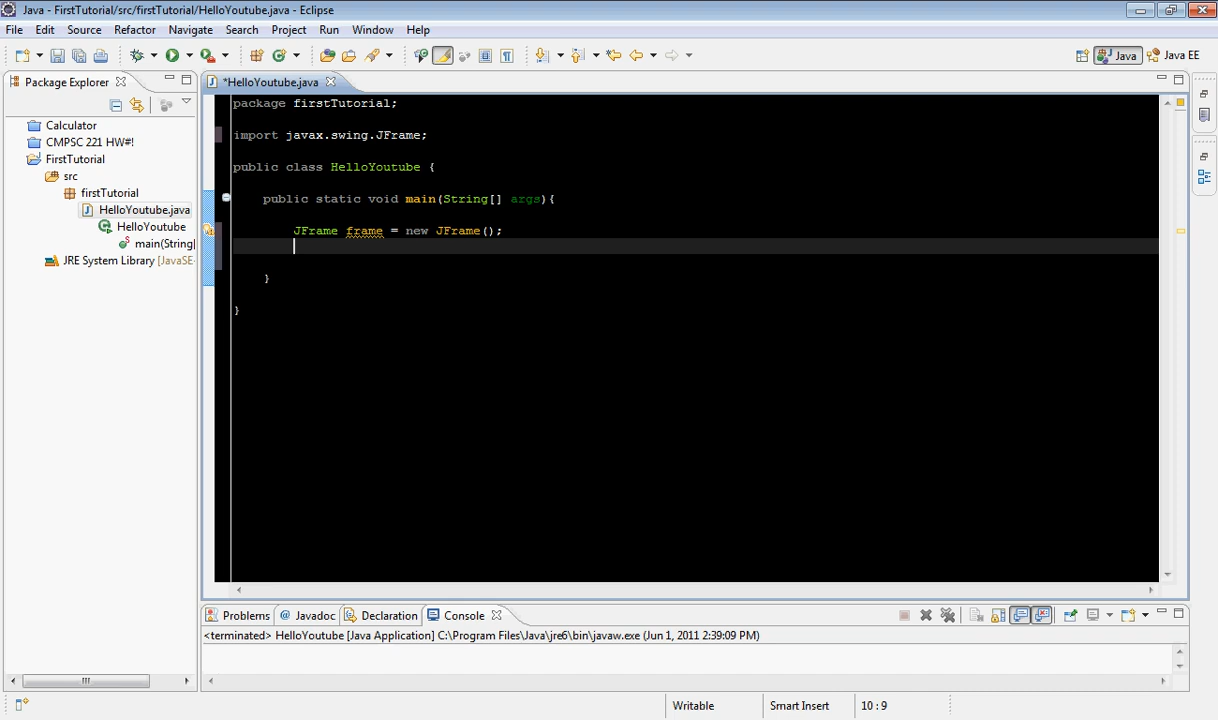 Java - FirstTutorial/src/firstTutorial/HelloYoutube.java - Eclipse
File Edit Source Refactor Navigate Search Project Run Window Help
Java Java EE
Package Explorer
*HelloYoutube.java
Calculator
CMPSC 221 HW#!
FirstTutorial
src
firstTutorial
HelloYoutube.java
HelloYoutube
main(String
JRE System Library [JavaSE-
package firstTutorial;
import javax.swing.JFrame;
public class HelloYoutube {
public static void main(String[] args){
JFrame frame = new JFrame();
}
}
Problems @ Javadoc Declaration Console
<terminated> HelloYoutube [Java Application] C:\Program Files\Java\jre6\bin\javaw.exe (Jun 1, 2011 2:39:09 PM)
Writable Smart Insert 10 : 9